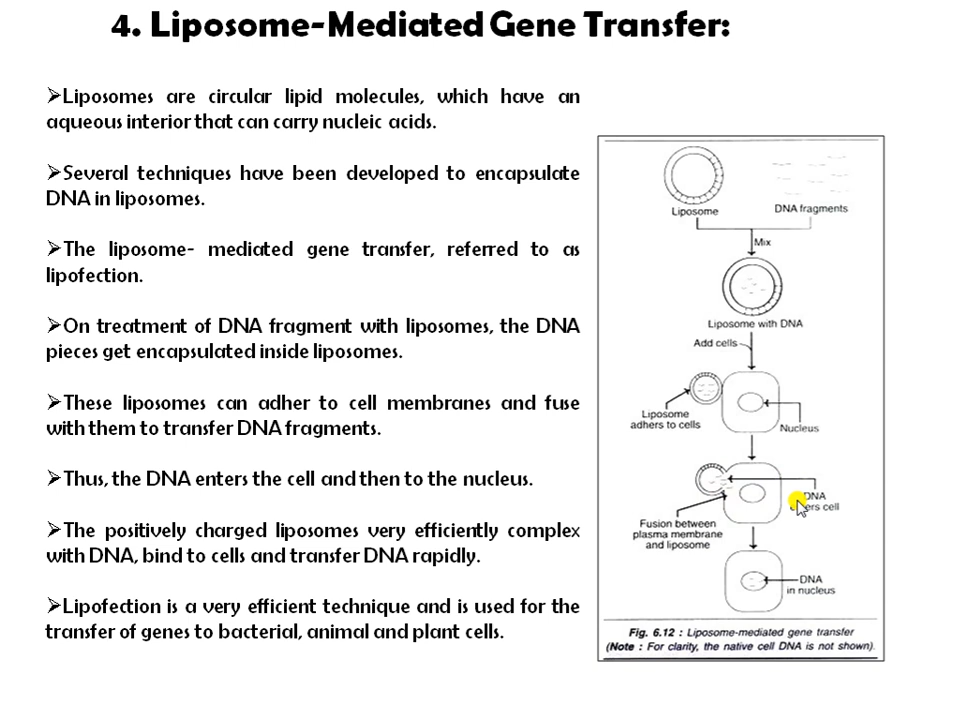 4. Liposome-Mediated Gene Transfer:
➢Liposomes are circular lipid molecules, which have an
aqueous interior that can carry nucleic acids.
➢Several techniques have been developed to encapsulate
DNA in liposomes.
➢The liposome- mediated gene transfer, referred to as
lipofection.
➢On treatment of DNA fragment with liposomes, the DNA
pieces get encapsulated inside liposomes.
➢These liposomes can adher to cell membranes and fuse
with them to transfer DNA fragments.
➢Thus, the DNA enters the cell and then to the nucleus.
➢The positively charged liposomes very efficiently complex
with DNA, bind to cells and transfer DNA rapidly.
➢Lipofection is a very efficient technique and is used for the
transfer of genes to bacterial, animal and plant cells.
Liposome
DNA fragments
Mix
Liposome with DNA
Add cells
Liposome
adhers to cells
Nucleus
DNA
cell
Fusion between
plasma membrane
and liposome
DNA
in nucleus
Fig. 6.12 : Liposome-mediated gene transfer
(Note : For clarity, the native cell DNA is not shown).